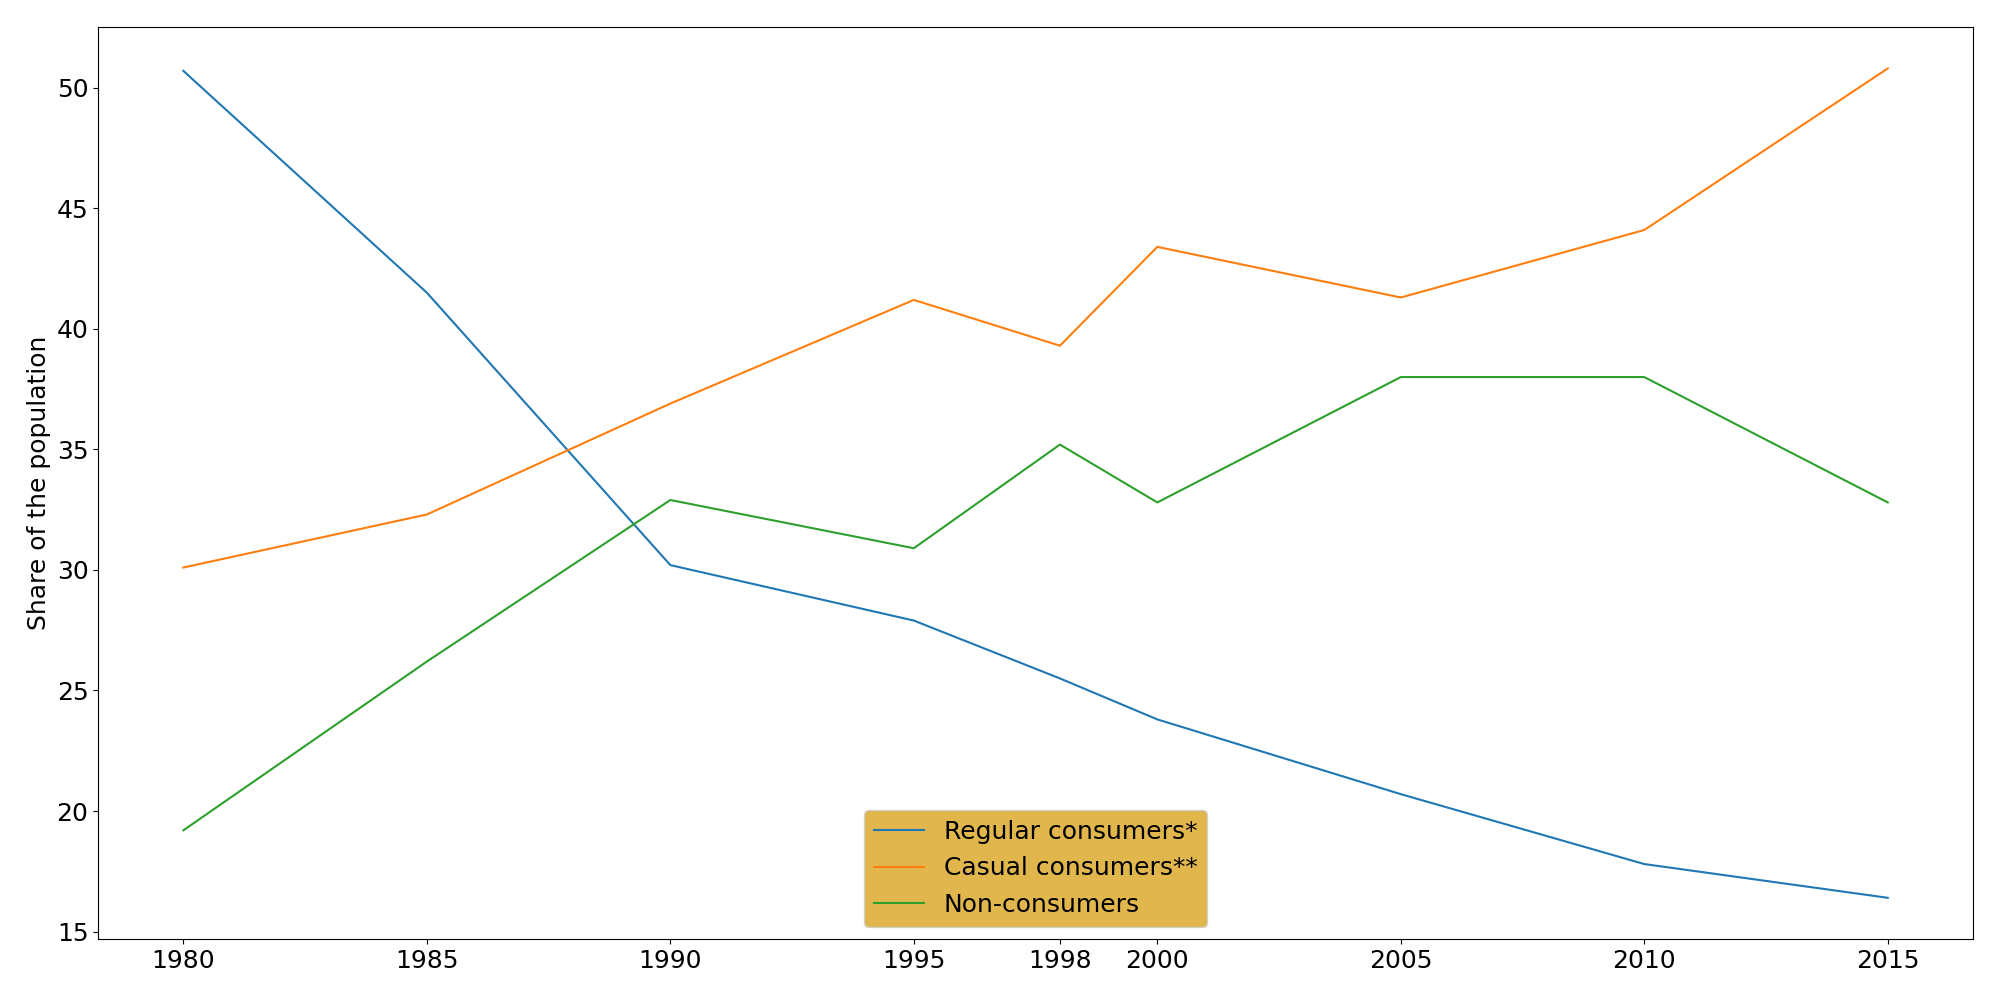 Share of the population
50
45
40
35
30
25
20
15
1980 1985 1990 1995 1998 2000 2005 2010 2015
Regular consumers*
Casual consumers**
Non-consumers